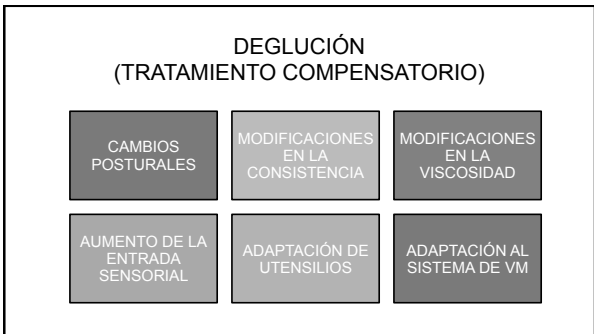 DEGLUCIÓN
(TRATAMIENTO COMPENSATORIO)
CAMBIOS
POSTURALES
MODIFICACIONES
EN LA
CONSISTENCIA
MODIFICACIONES
EN LA
VISCOSIDAD
AUMENTO DE LA
ENTRADA
SENSORIAL
ADAPTACIÓN DE
UTENSILIOS
ADAPTACIÓN AL
SISTEMA DE VM